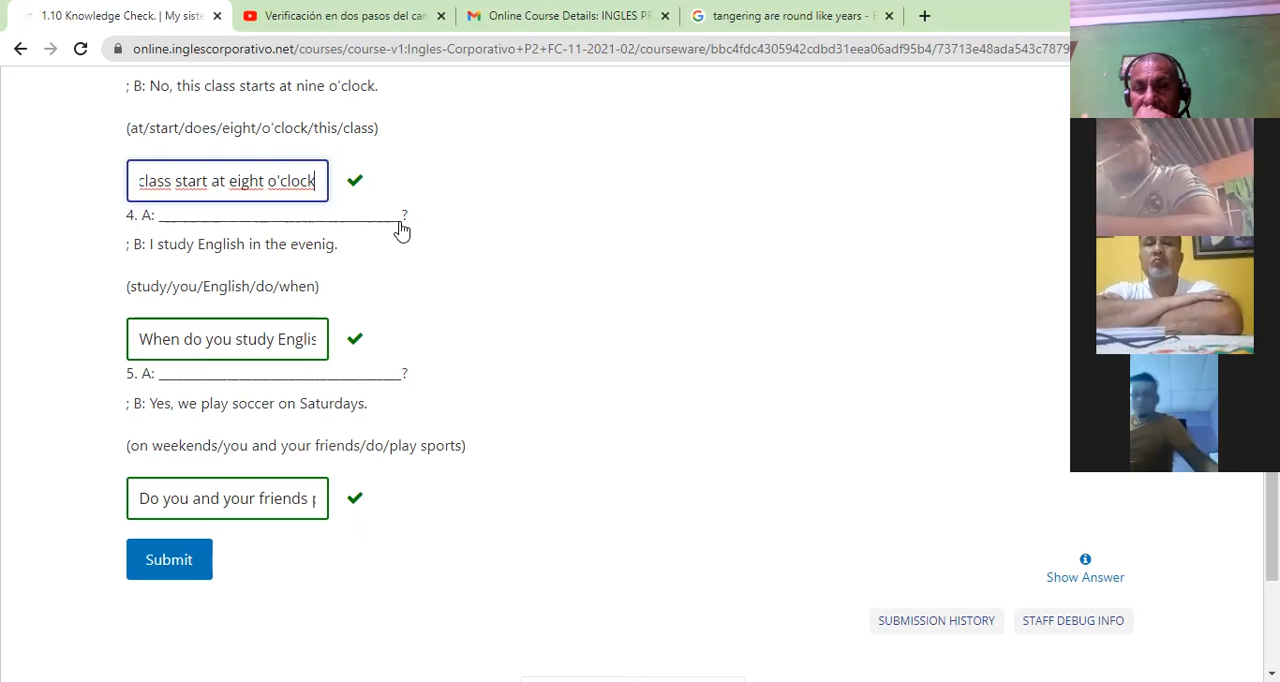 1.10 Knowledge Check. | My siste
Verificación en dos pasos del can
Online Course Details: INGLES PR
tangering are round like years - B
online.inglescorporativo.net/courses/course-v1:Ingles-Corporativo+P2+FC-11-2021-02/courseware/bbc4fdc4305942cdbd31eea06adf95b4/73713e48ada543c7879
; B: No, this class starts at nine o'clock.
(at/start/does/eight/o'clock/this/class)
class start at eight o'clock
4. A: __________________________________?
; B: I study English in the evenig.
(study/you/English/do/when)
When do you study Englis
5. A: __________________________________?
; B: Yes, we play soccer on Saturdays.
(on weekends/you and your friends/do/play sports)
Do you and your friends p
Submit
Show Answer
SUBMISSION HISTORY
STAFF DEBUG INFO